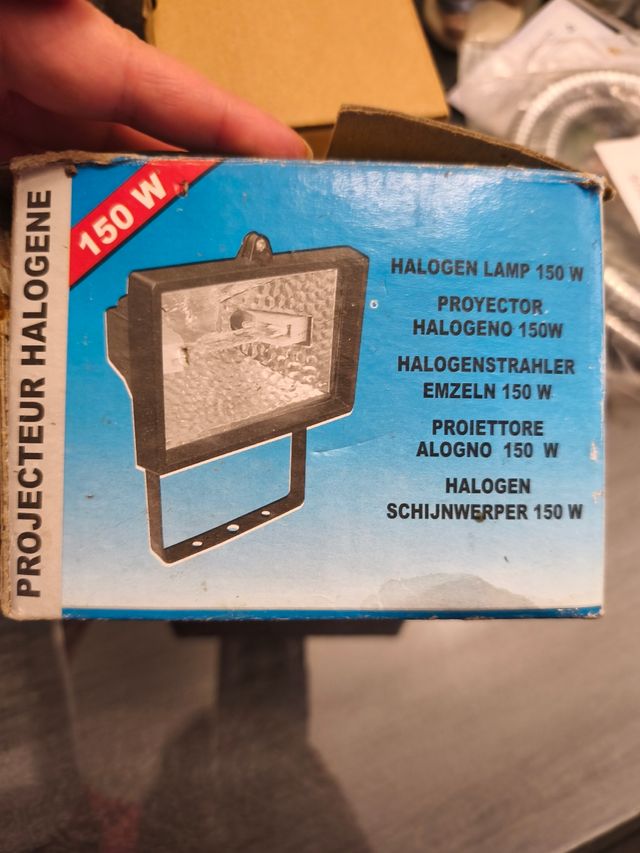 PROJECTEUR HALOGENE
150 W
HALOGEN LAMP 150 W
PROYECTOR
HALOGENO 150W
HALOGENSTRAHLER
EMZELN 150 W
PROIETTORE
ALOGNO 150 W
HALOGEN
SCHIJNWERPER 150 W